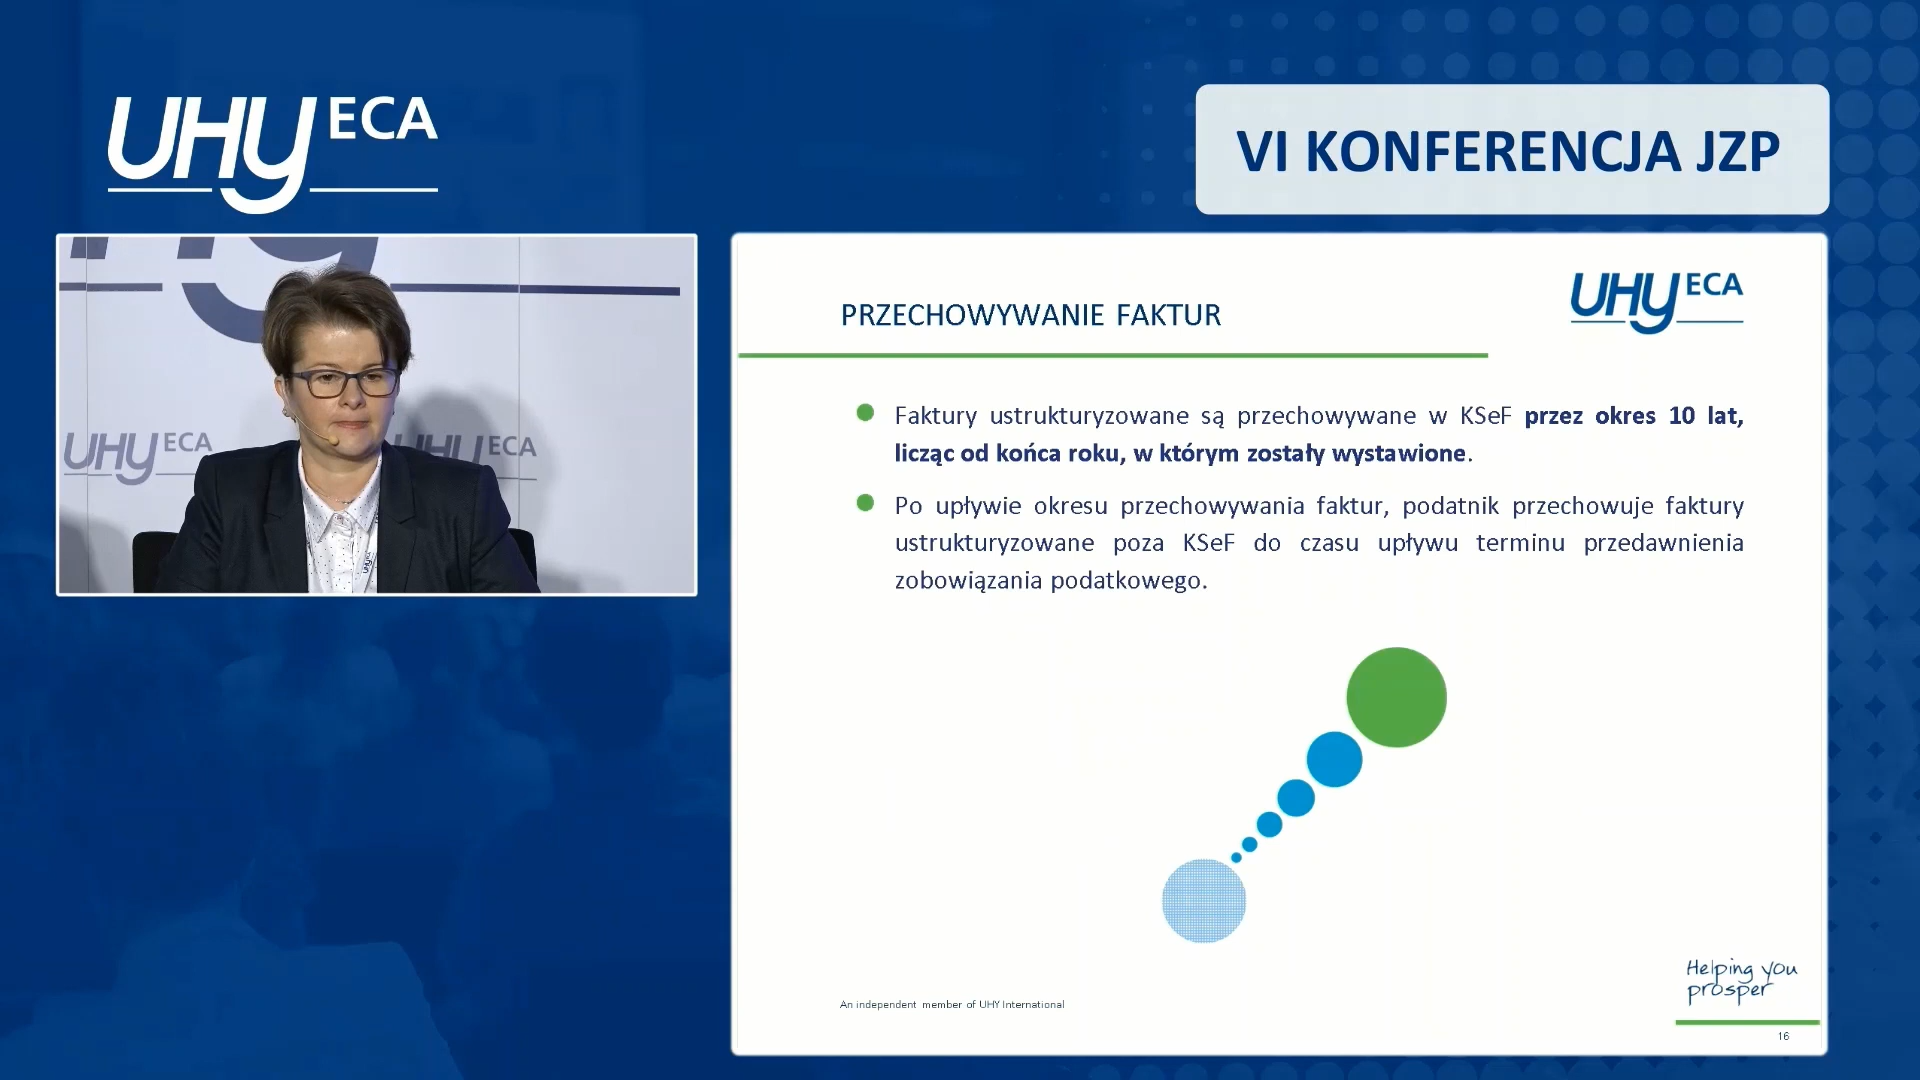 UHY ECA
VI KONFERENCJA JZP
UHY ECA
UHY ECA
PRZECHOWYWANIE FAKTUR
UHY ECA
Faktury ustrukturyzowane są przechowywane w KSeF przez okres 10 lat,
licząc od końca roku, w którym zostały wystawione.
Po upływie okresu przechowywania faktur, podatnik przechowuje faktury
ustrukturyzowane poza KSeF do czasu upływu terminu przedawnienia
zobowiązania podatkowego.
Helping you
prosper
An independent member of UHY International
16